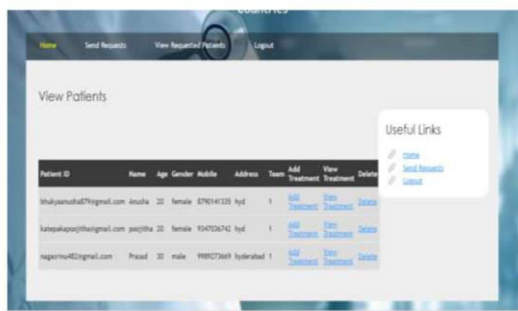 Countries
Home Send Requests View Requested Patients Logout
View Patients
Useful Links
Home
Send Requests
Logout
Patient ID Name Age Gender Mobile Address Team Add Treatment View Treatment Delete
20 female hyd 1 Add Treatment View Treatment Delete
poojitha 20 female 9347036742 hyd 1 Add Treatment View Treatment Delete
Prasad 30 male 9989273669 hyderabad 1 Add Treatment View Treatment Delete